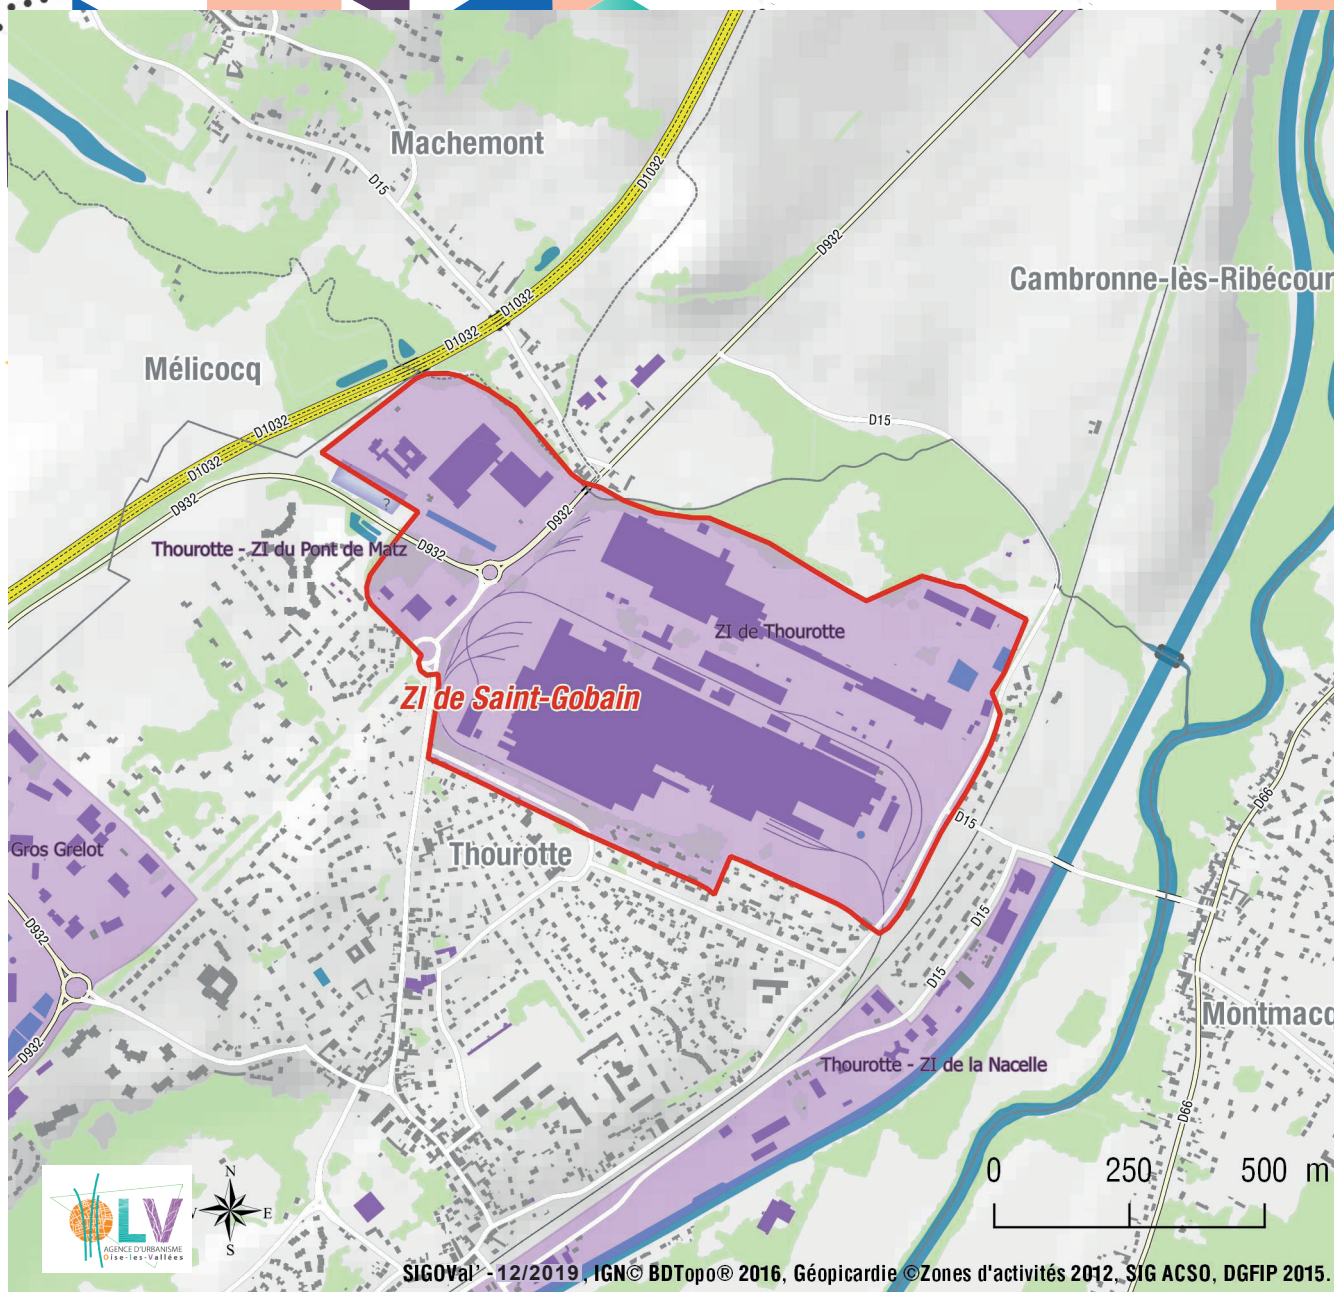 Machemont
D15
D1032
D932
Cambronne-lès-Ribécour
D1032
D1032
Mélicocq
D1032
D15
D1032
D932
?
D932
Thourotte - ZI du Pont de Matz
D932
ZI de Thourotte
ZI de Saint-Gobain
D66
D15
Gros Grelot
Thourotte
D932
D15
D15
Montmacq
D932
Thourotte - ZI de la Nacelle
D66
0 250 500 m
N
E
S
LV
AGENCE D'URBANISME
Oise-les-Vallées
SIGOVal' - 12/2019, IGN© BDTopo® 2016, Géopicardie ©Zones d'activités 2012, SIG ACSO, DGFIP 2015.